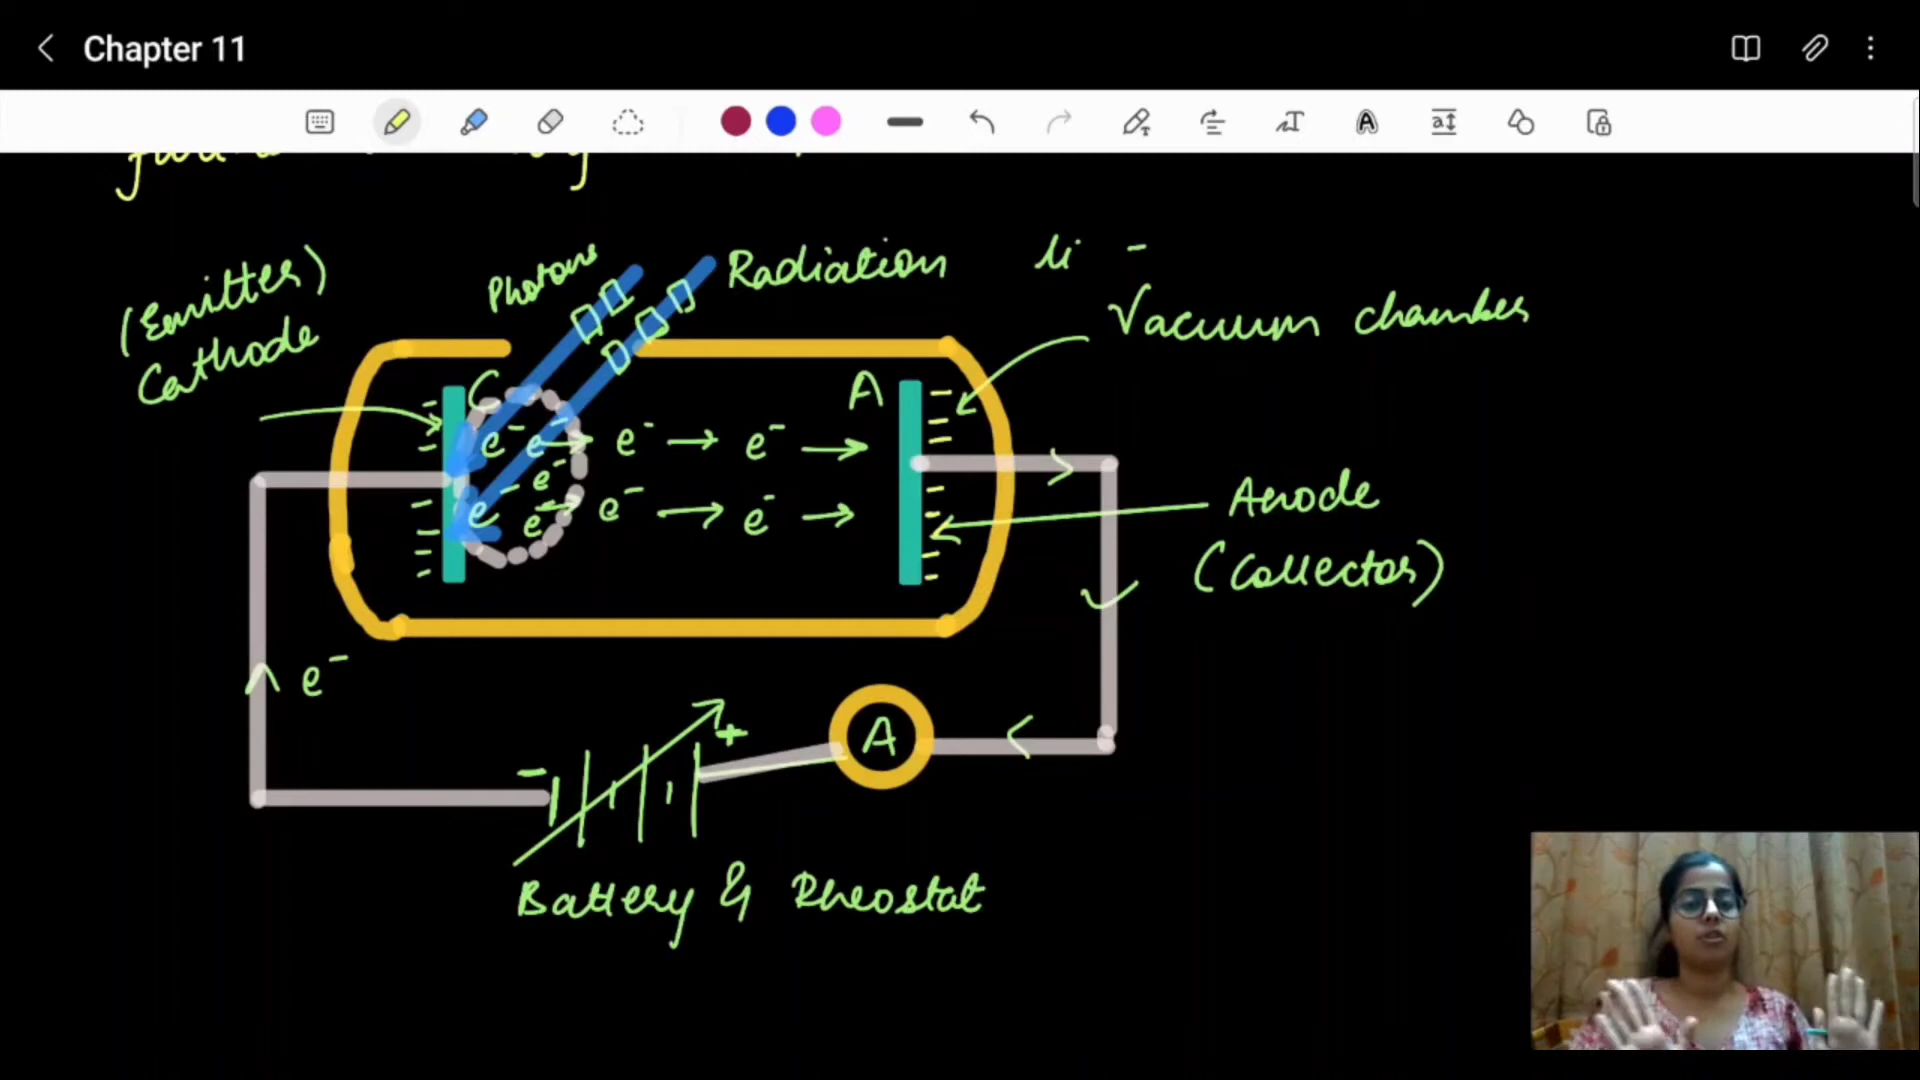 Chapter 11
Photons
Radiation
(Emitter)
Cathode
Vacuum chamber
C
A
e⁻ e⁻ → e⁻ → e⁻ →
e⁻
e⁻ e⁻ → e⁻ → e⁻ →
Anode
(Collector)
e⁻
- +
A
Battery & Rheostat